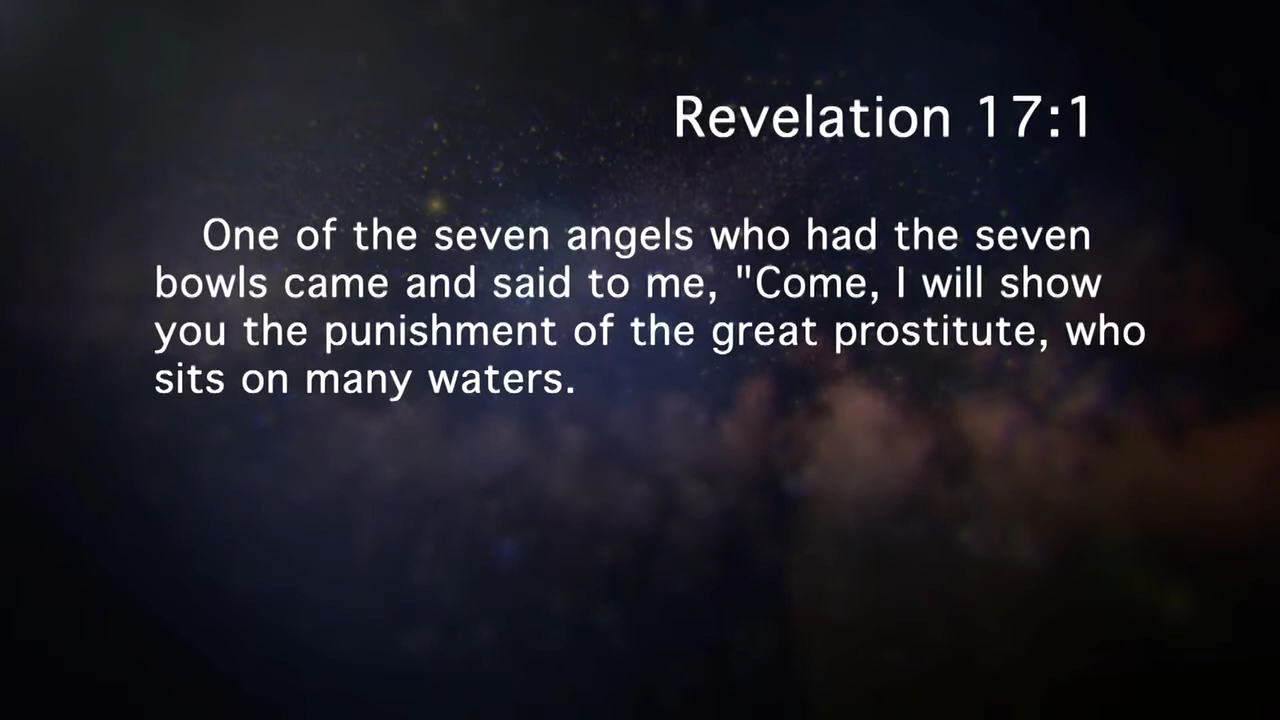 Revelation 17:1
One of the seven angels who had the seven
bowls came and said to me, "Come, I will show
you the punishment of the great prostitute, who
sits on many waters.